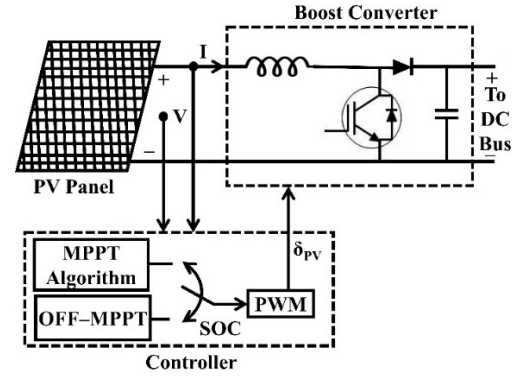 Boost Converter
I
+
V
−
PV Panel
+
To
DC
Bus
−
MPPT
Algorithm
OFF–MPPT
SOC
PWM
δPV
Controller